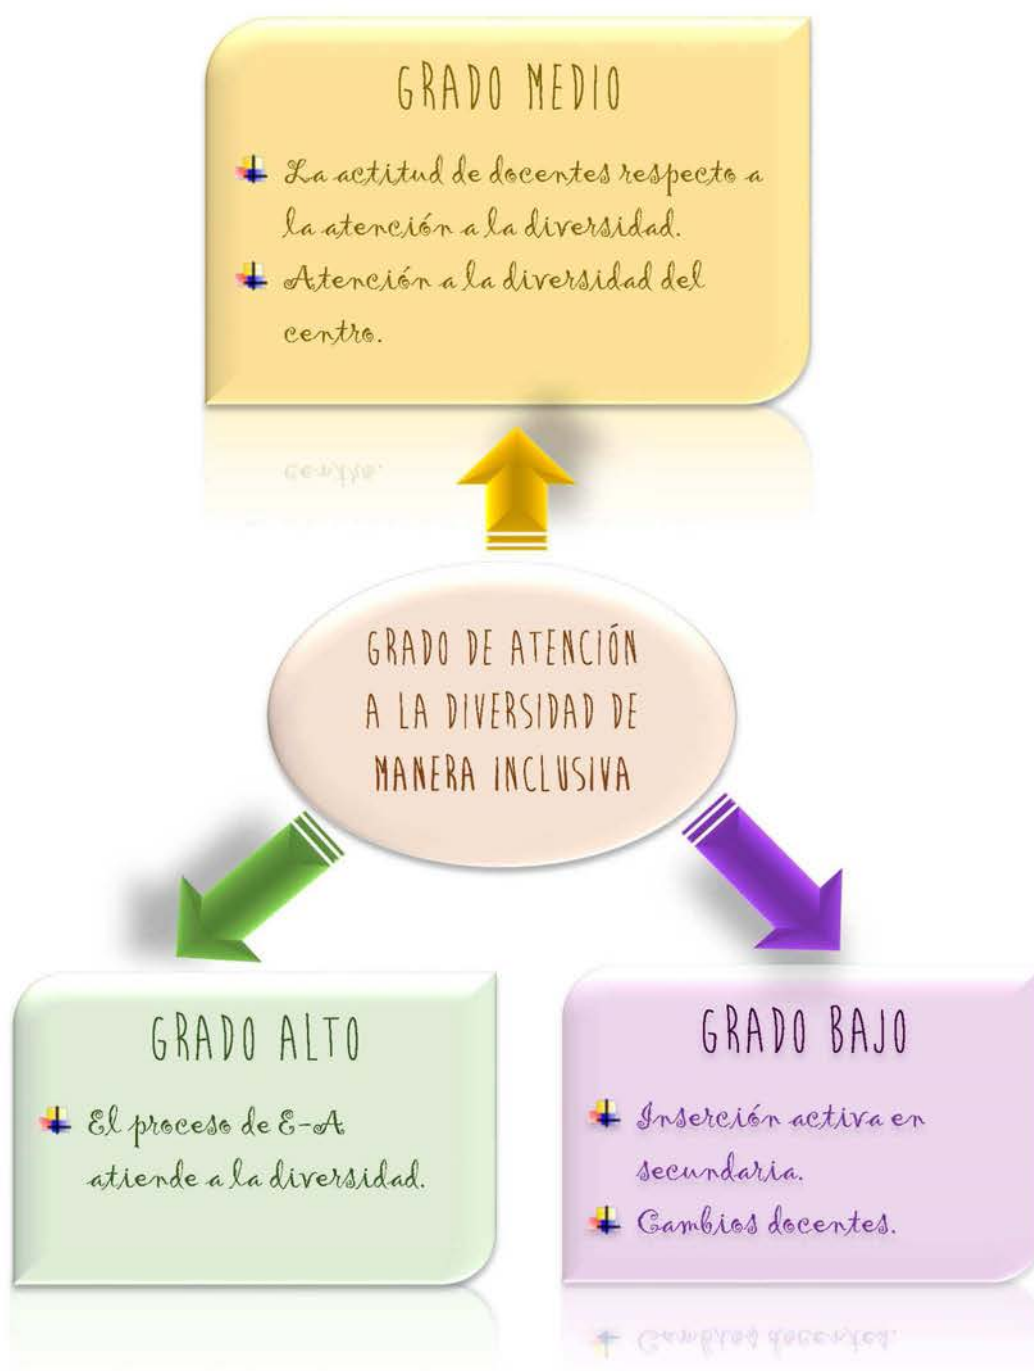 GRADO MEDIO
La actitud de docentes respecto a
la atención a la diversidad.
Atención a la diversidad del
centro.
GRADO DE ATENCIÓN
A LA DIVERSIDAD DE
MANERA INCLUSIVA
GRADO ALTO
El proceso de E-A
atiende a la diversidad.
GRADO BAJO
Inserción activa en
secundaria.
Cambios docentes.